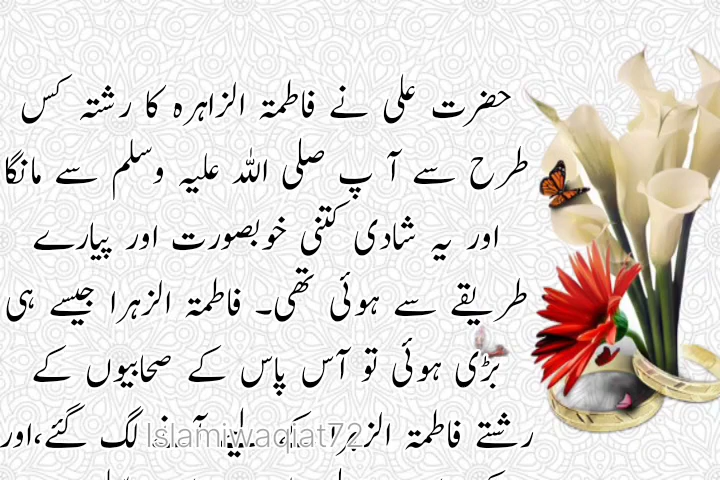 حضرت علی نے فاطمۃ الزاہرہ کا رشتہ کس
طرح سے آ پ صلی اللہ علیہ وسلم سے مانگا
اور یہ شادی کتنی خوبصورت اور پیارے
طریقے سے ہوئی تھی۔ فاطمۃ الزہرا جیسے ہی
بڑی ہوئی تو آس پاس کے صحابیوں کے
رشتے فاطمۃ الزہرا کے لیے آنے لگ گئے،اور
Islamiwaqiat72